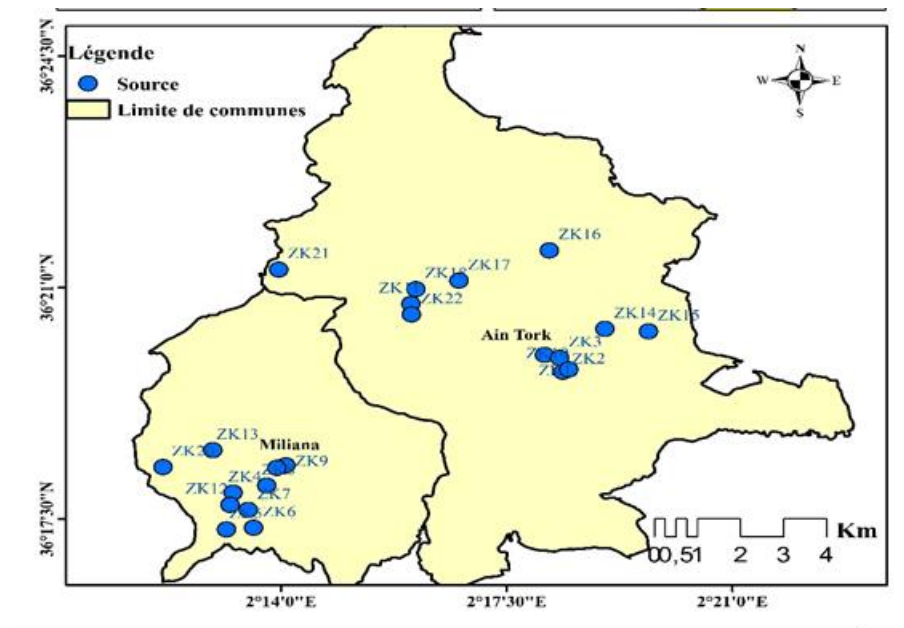 Légende
Source
Limite de communes
N
W E
S
36°24'30"N
36°21'0"N
36°17'30"N
ZK16
ZK21
ZK17
ZK22
ZK14
ZK15
Ain Tork
ZK3
ZK2
ZK13
Miliana
ZK9
ZK4
ZK12
ZK7
ZK6
Km
0 0,5 1 2 3 4
2°14'0"E
2°17'30"E
2°21'0"E